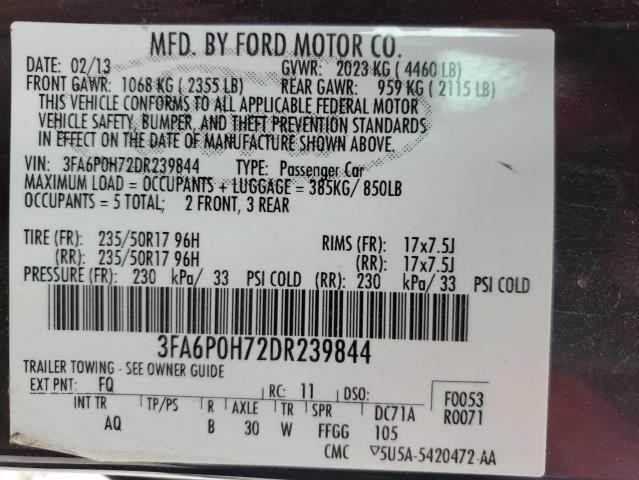 MFD. BY FORD MOTOR CO.
DATE: 02/13 GVWR: 2023 KG ( 4460 LB)
FRONT GAWR: 1068 KG ( 2355 LB) REAR GAWR: 959 KG ( 2115 LB)
THIS VEHICLE CONFORMS TO ALL APPLICABLE FEDERAL MOTOR
VEHICLE SAFETY, BUMPER, AND THEFT PREVENTION STANDARDS
IN EFFECT ON THE DATE OF MANUFACTURE SHOWN ABOVE.
VIN: 3FA6P0H72DR239844 TYPE: Passenger Car
MAXIMUM LOAD = OCCUPANTS + LUGGAGE = 385KG/ 850LB
OCCUPANTS = 5 TOTAL; 2 FRONT, 3 REAR
TIRE (FR): 235/50R17 96H RIMS (FR): 17x7.5J
(RR): 235/50R17 96H (RR): 17x7.5J
PRESSURE (FR): 230 kPa/ 33 PSI COLD (RR): 230 kPa/ 33 PSI COLD
3FA6P0H72DR239844
TRAILER TOWING - SEE OWNER GUIDE
EXT PNT: FQ RC: 11 DSO: F0053
INT TR TP/PS R AXLE TR SPR DC71A R0071
AQ B 30 W FFGG 105
CMC ▽5U5A-5420472-AA